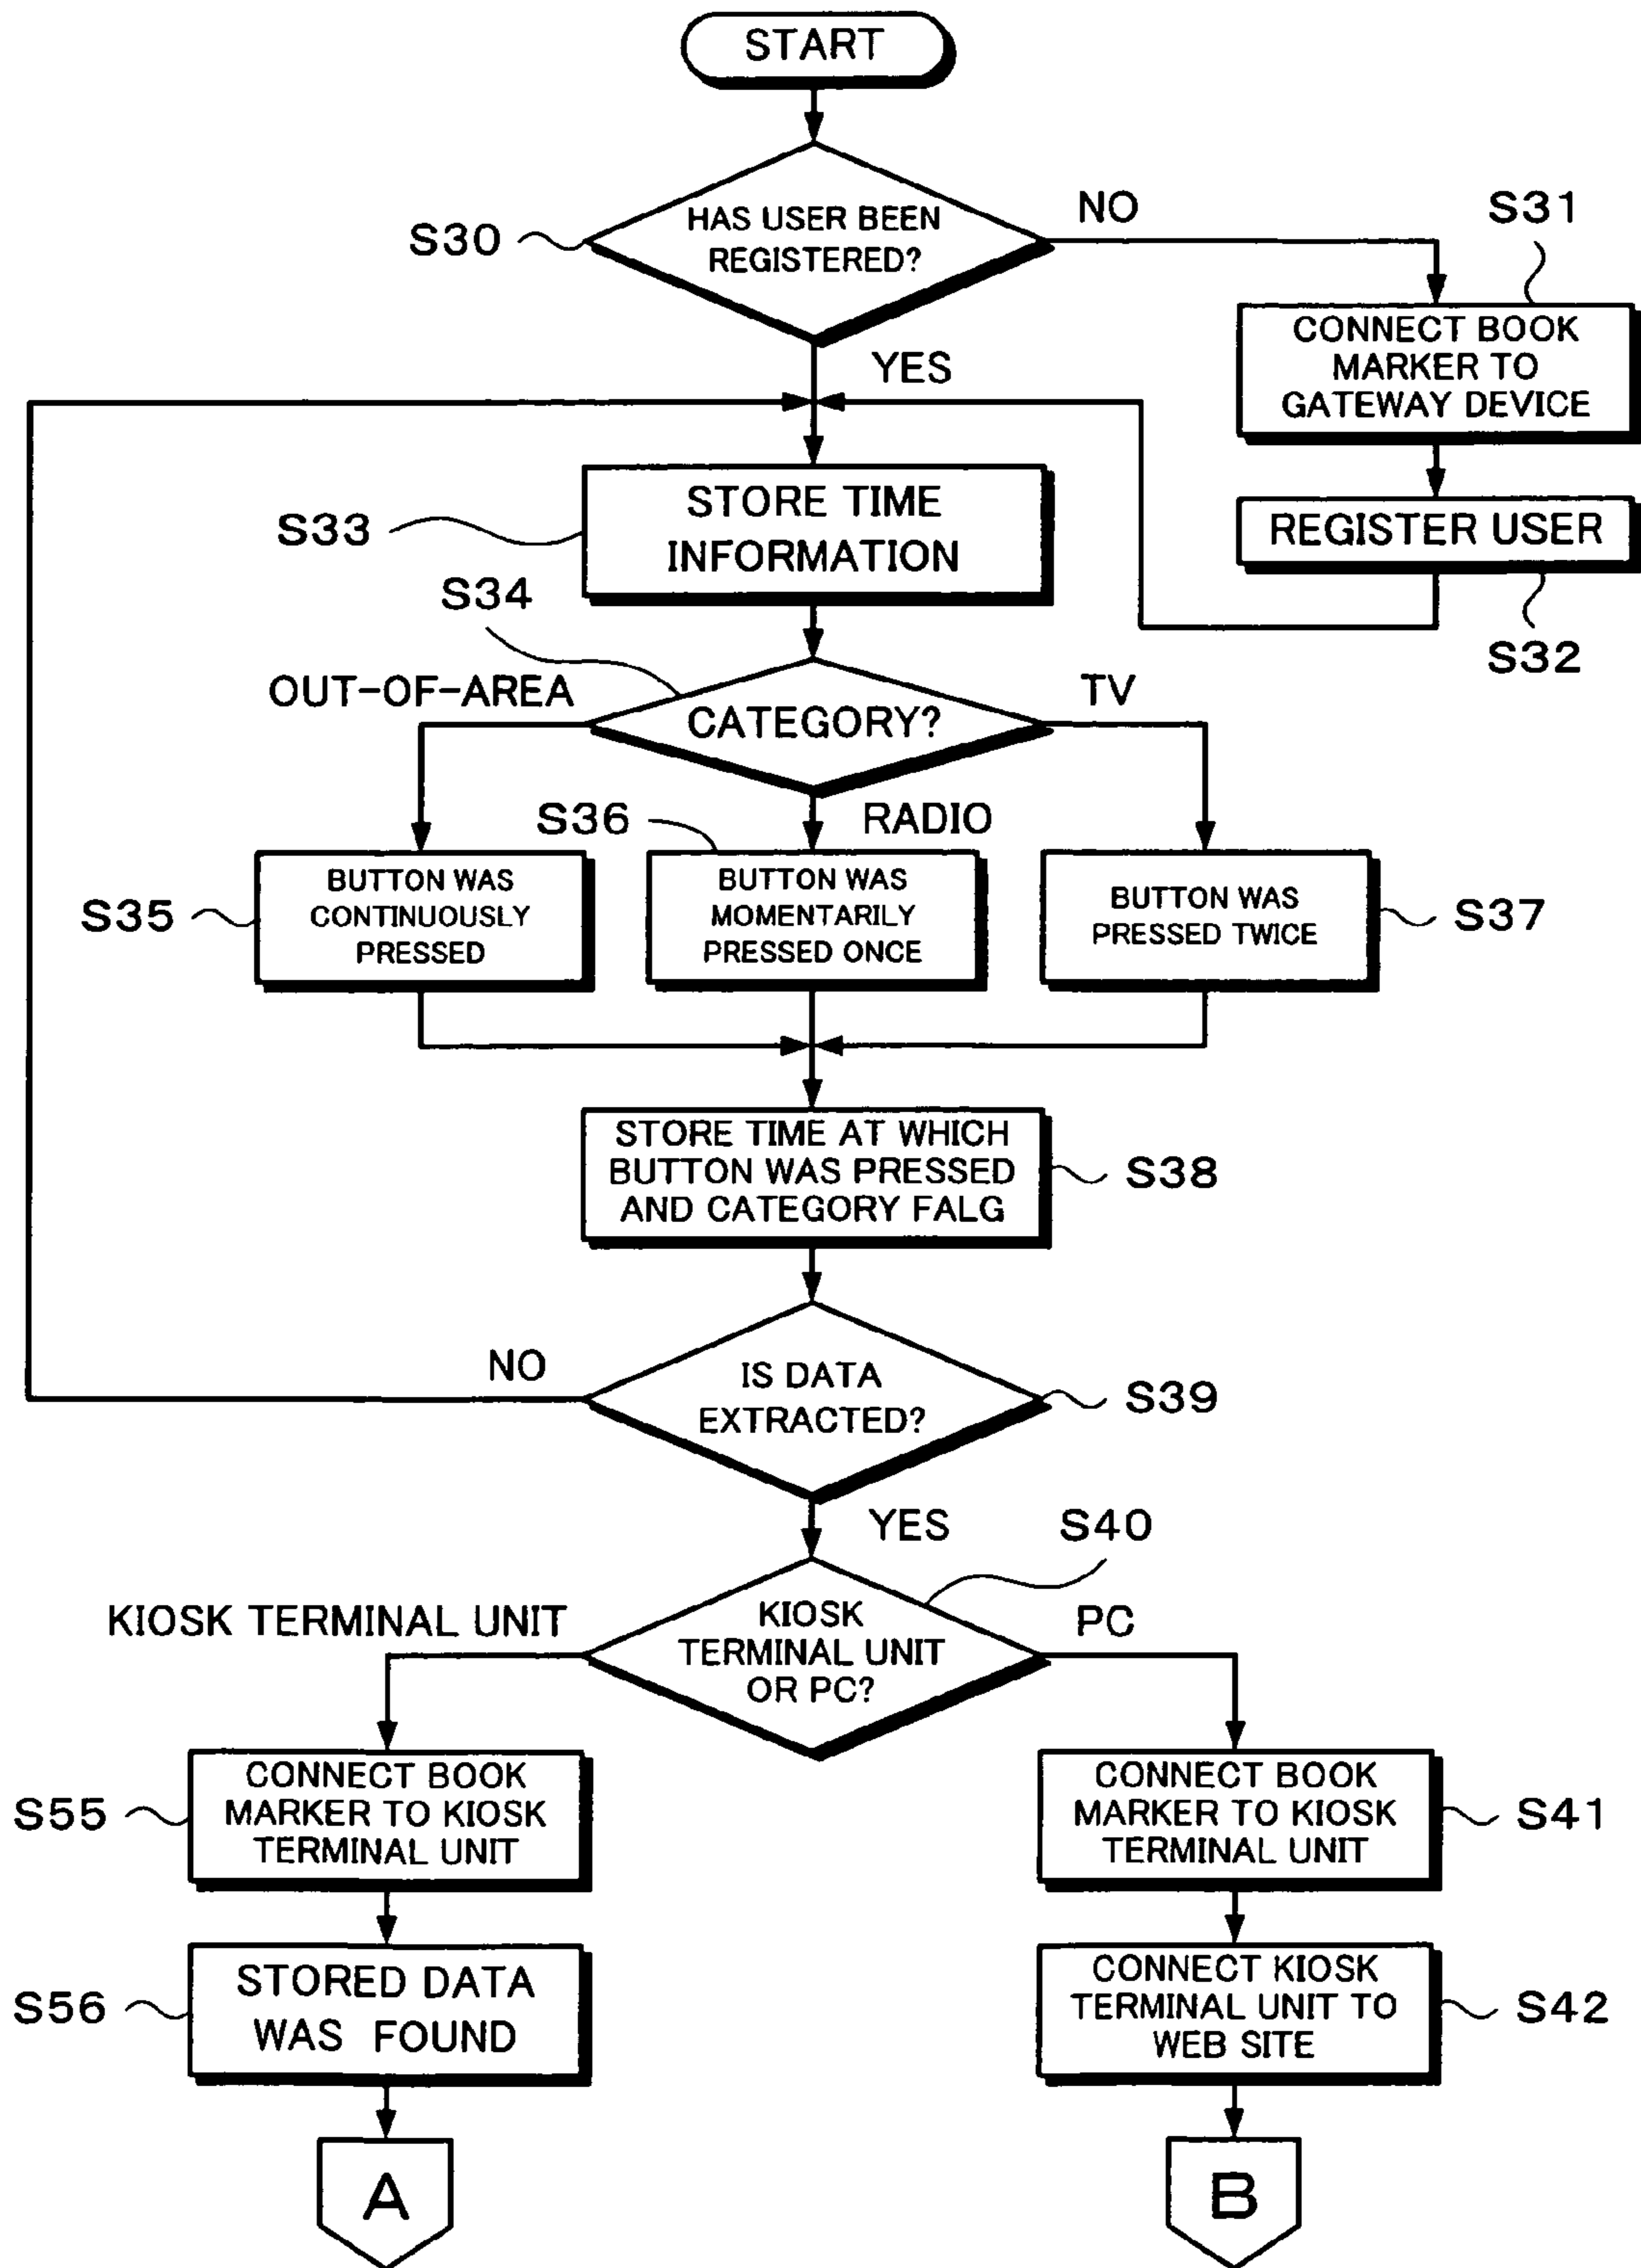 START
HAS USER BEEN
REGISTERED?
S30
NO
S31
CONNECT BOOK
MARKER TO
GATEWAY DEVICE
YES
STORE TIME
INFORMATION
S33
REGISTER USER
S32
S34
OUT-OF-AREA
CATEGORY?
TV
S36
RADIO
S35
BUTTON WAS
CONTINUOUSLY
PRESSED
BUTTON WAS
MOMENTARILY
PRESSED ONCE
BUTTON WAS
PRESSED TWICE
S37
STORE TIME AT WHICH
BUTTON WAS PRESSED
AND CATEGORY FALG
S38
NO
IS DATA
EXTRACTED?
S39
YES
S40
KIOSK TERMINAL UNIT
KIOSK
TERMINAL UNIT
OR PC?
PC
S55
CONNECT BOOK
MARKER TO KIOSK
TERMINAL UNIT
CONNECT BOOK
MARKER TO KIOSK
TERMINAL UNIT
S41
S56
STORED DATA
WAS FOUND
CONNECT KIOSK
TERMINAL UNIT TO
WEB SITE
S42
A
B